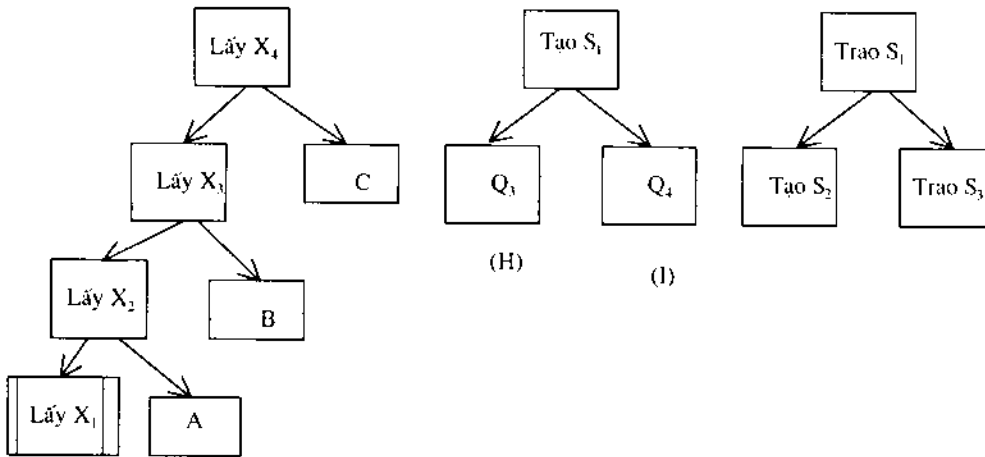 Lấy X₄
Tạo S₁
Trao S₁
Lấy X₃
C
Q₃
Q₄
Tạo S₂
Trao S₃
(H)
(I)
Lấy X₂
B
Lấy X₁
A